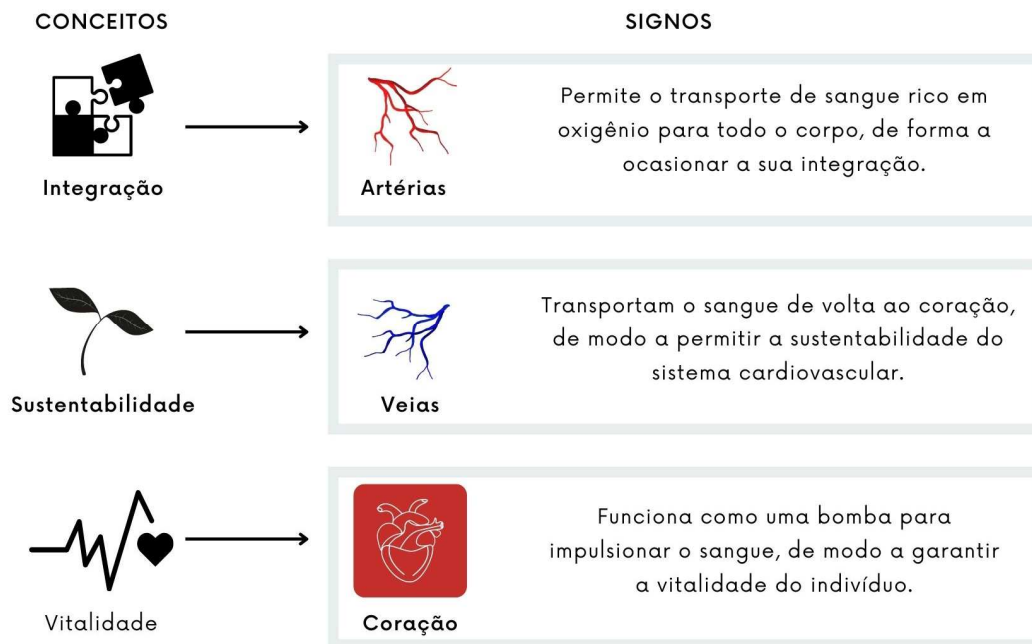 CONCEITOS
SIGNOS
Integração
Artérias
Permite o transporte de sangue rico em
oxigênio para todo o corpo, de forma a
ocasionar a sua integração.
Sustentabilidade
Veias
Transportam o sangue de volta ao coração,
de modo a permitir a sustentabilidade do
sistema cardiovascular.
Vitalidade
Coração
Funciona como uma bomba para
impulsionar o sangue, de modo a garantir
a vitalidade do indivíduo.